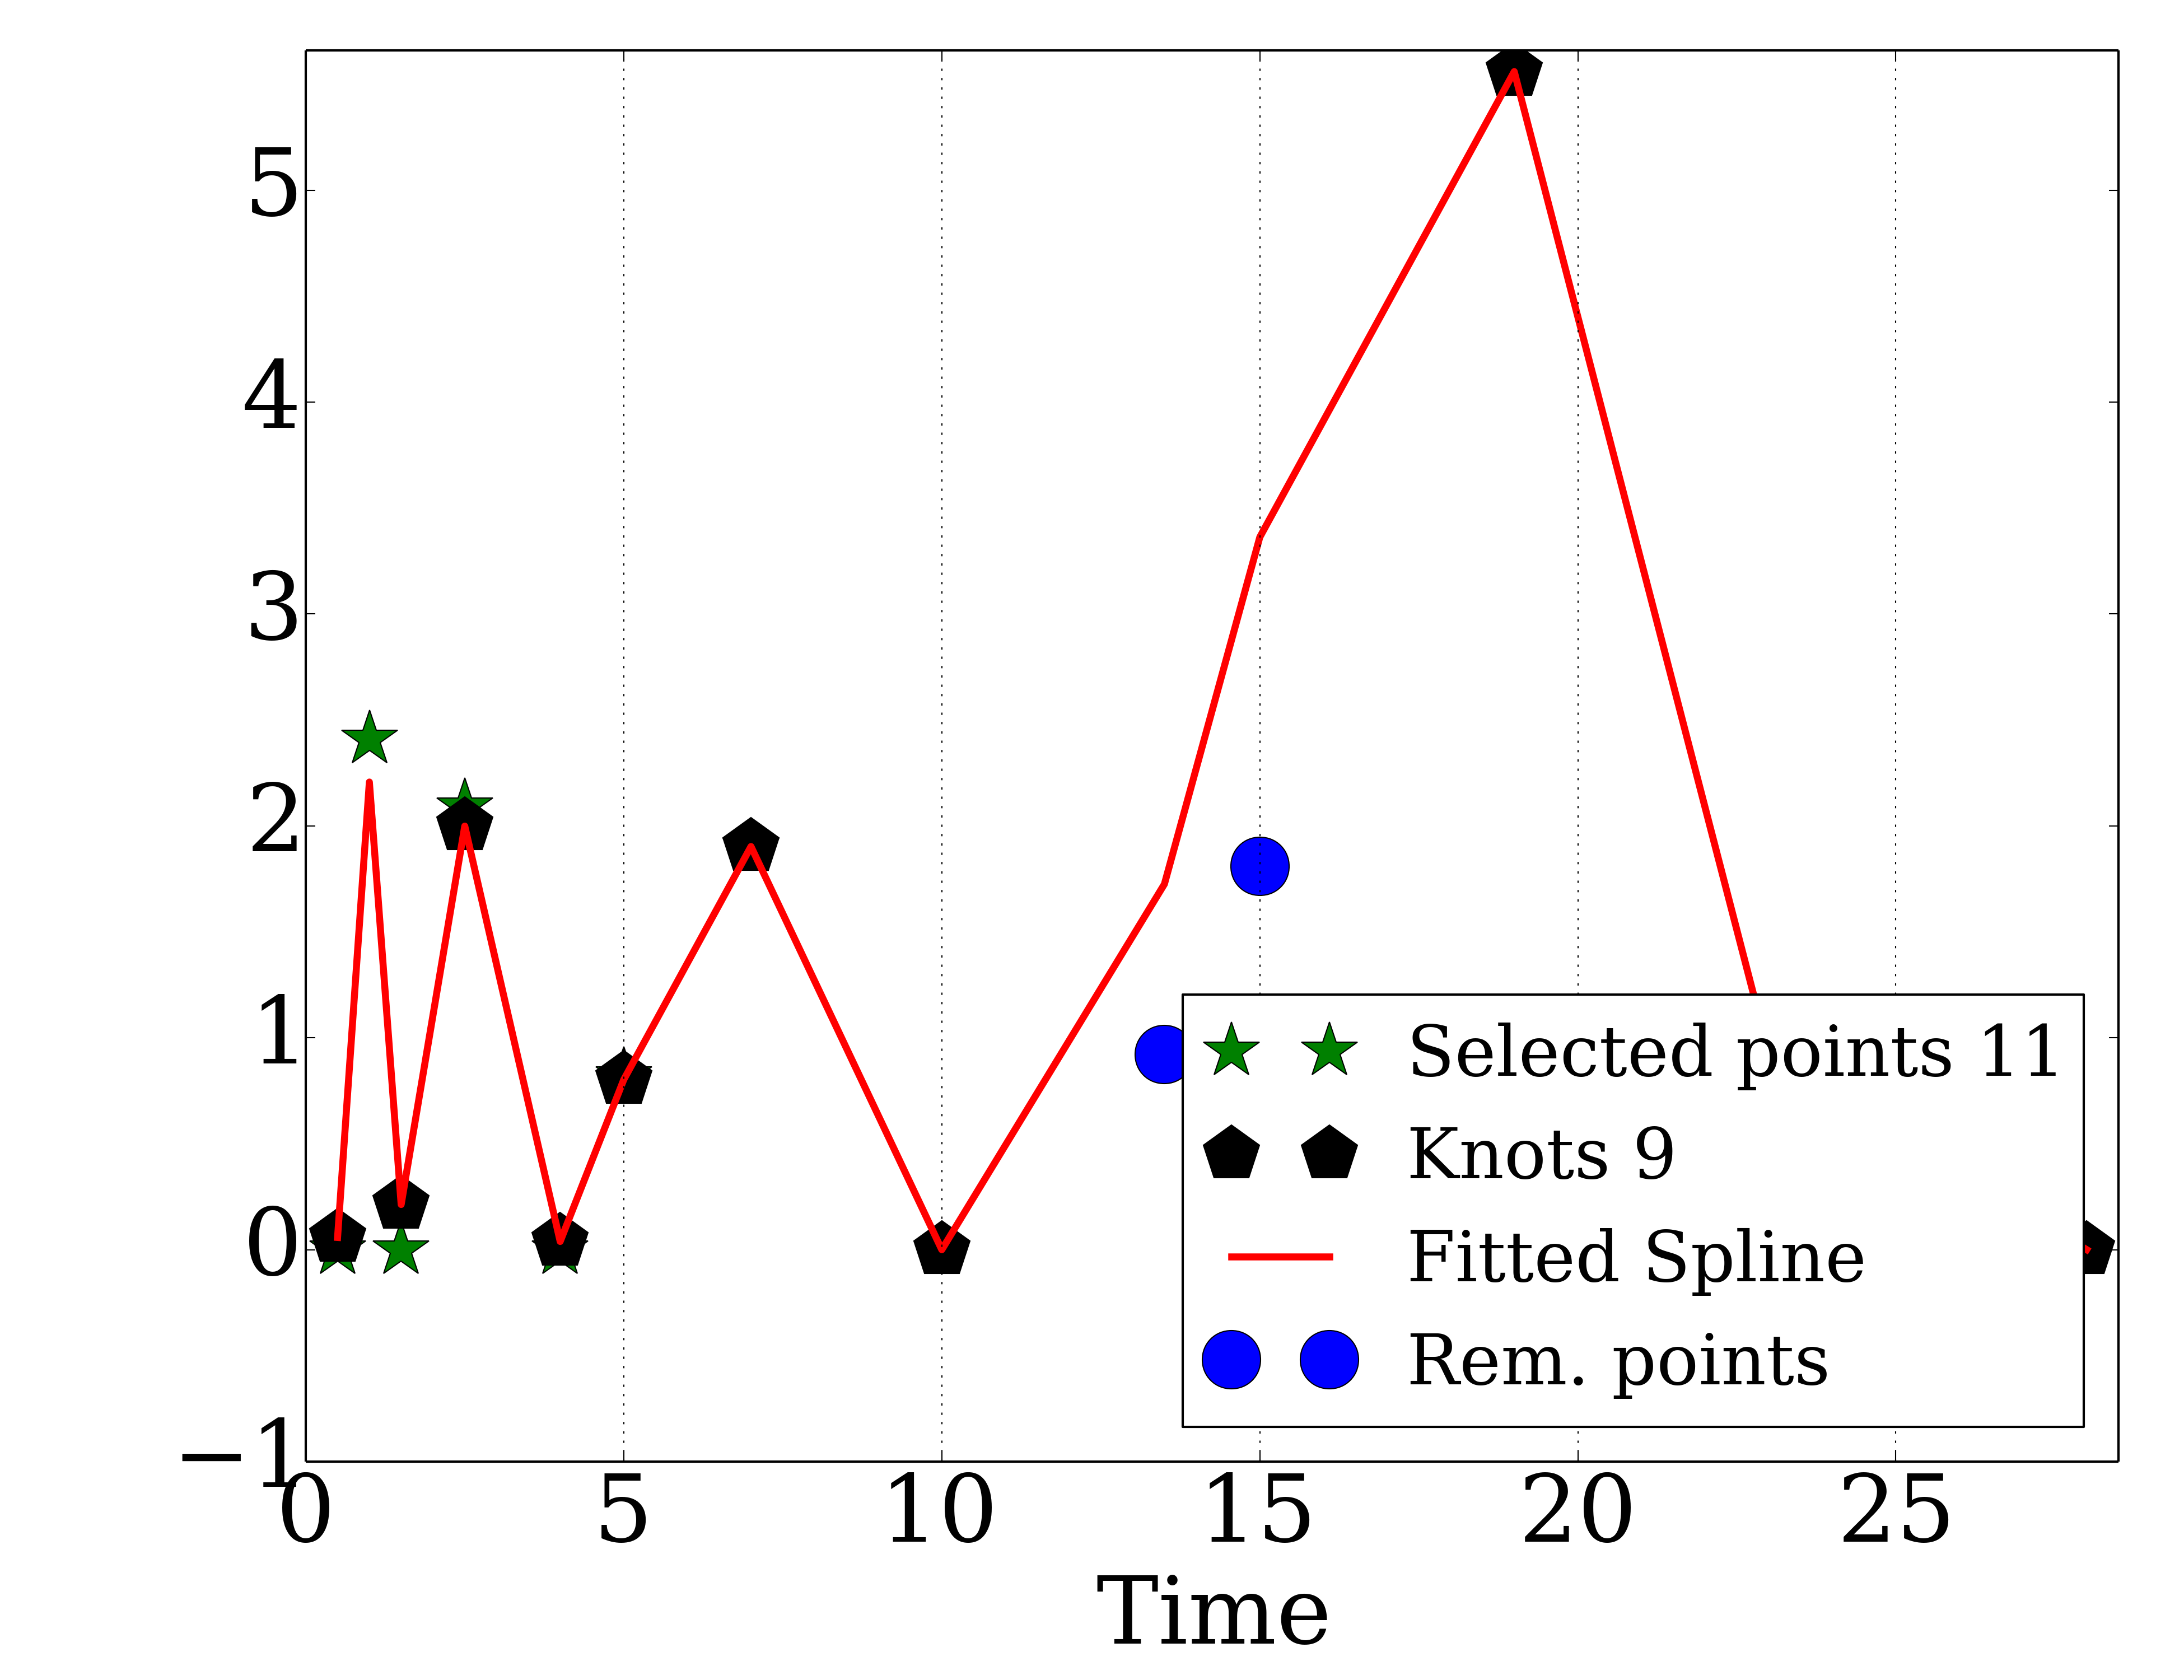 5
4
3
2
1
0
−1
Selected points 11
Knots 9
Fitted Spline
Rem. points
0 5 10 15 20 25
Time